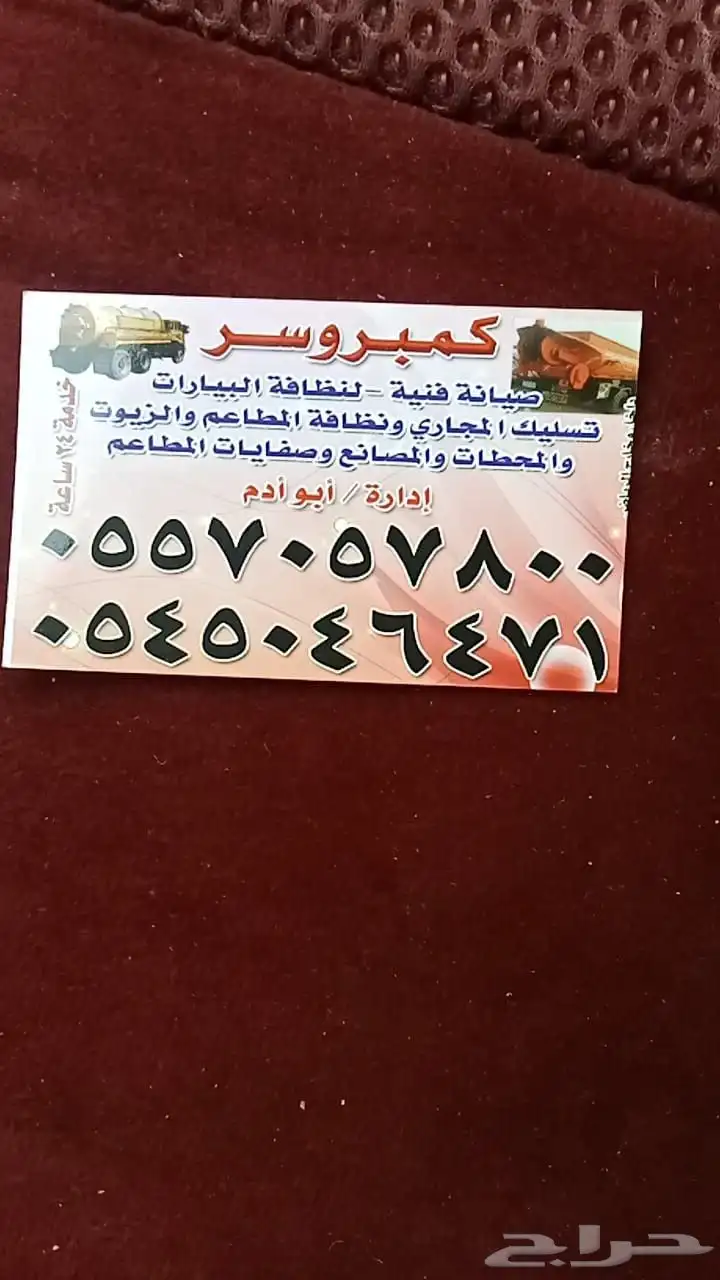 كمبروسر
صيانة فنية - لنظافة البيارات
تسليك المجاري ونظافة المطاعم والزيوت
والمحطات والمصانع وصفايات المطاعم
إدارة / أبو أدم
٠٥٥٧٠٥٧٨٠٠
٠٥٤٥٠٤٦٤٧١
خدمة ٢٤ ساعة
حراج